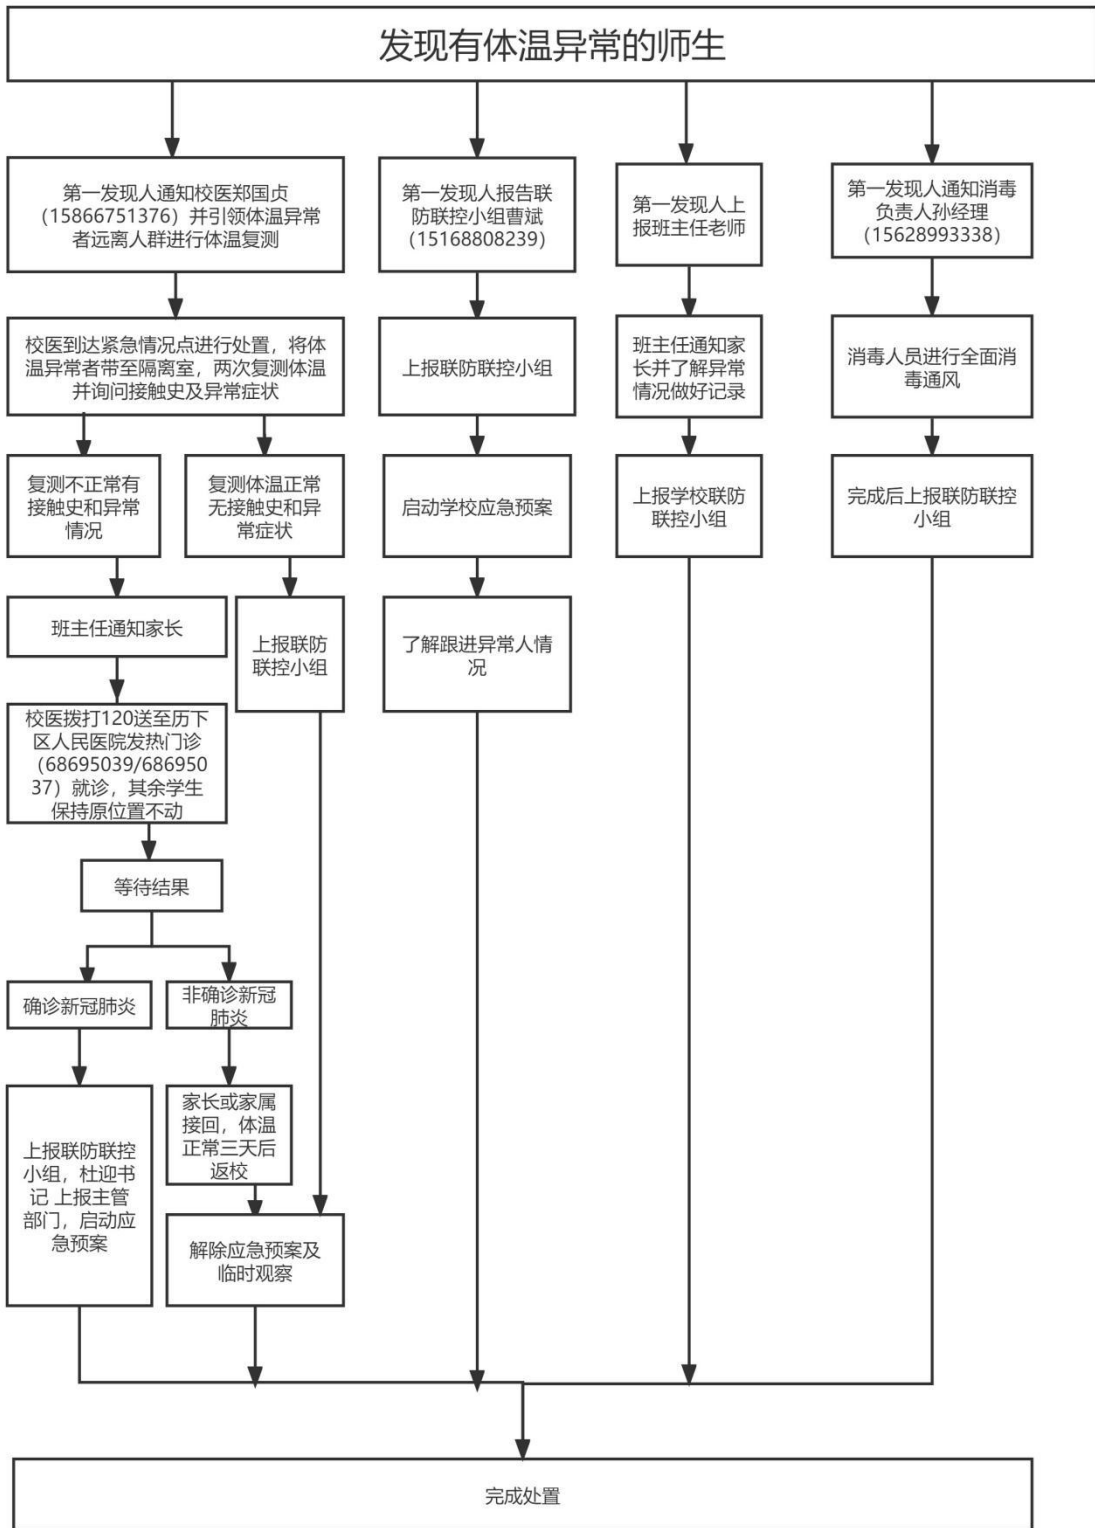 发现有体温异常的师生
第一发现人通知校医郑国贞
（15866751376）并引领体温异常
者远离人群进行体温复测
第一发现人报告联
防联控小组曹斌
（15168808239）
第一发现人上
报班主任老师
第一发现人通知消毒
负责人孙经理
（15628993338）
校医到达紧急情况点进行处置，将体
温异常者带至隔离室，两次复测体温
并询问接触史及异常症状
上报联防联控小组
班主任通知家
长并了解异常
情况做好记录
消毒人员进行全面消
毒通风
复测不正常有
接触史和异常
情况
复测体温正常
无接触史和异
常症状
启动学校应急预案
上报学校联防
联控小组
完成后上报联防联控
小组
班主任通知家长
上报联防
联控小组
了解跟进异常人情
况
校医拨打120送至历下
区人民医院发热门诊
（68695039/686950
37）就诊，其余学生
保持原位置不动
等待结果
确诊新冠肺炎
非确诊新冠
肺炎
上报联防联控
小组，杜迎书
记 上报主管
部门，启动应
急预案
家长或家属
接回，体温
正常三天后
返校
解除应急预案及
临时观察
完成处置